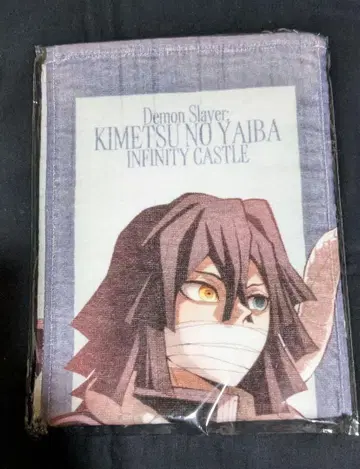 Demon Slayer:
KIMETSU NO YAIBA
INFINITY CASTLE